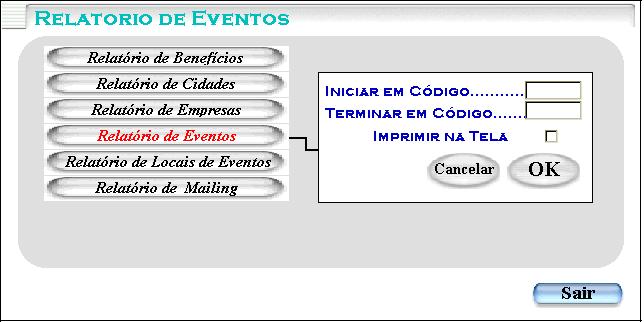 RELATORIO DE EVENTOS
Relatório de Benefícios
Relatório de Cidades
Relatório de Empresas
Relatório de Eventos
Relatório de Locais de Eventos
Relatório de Mailing
INICIAR EM CÓDIGO...........
TERMINAR EM CÓDIGO.......
IMPRIMIR NA TELA
Cancelar OK
Sair